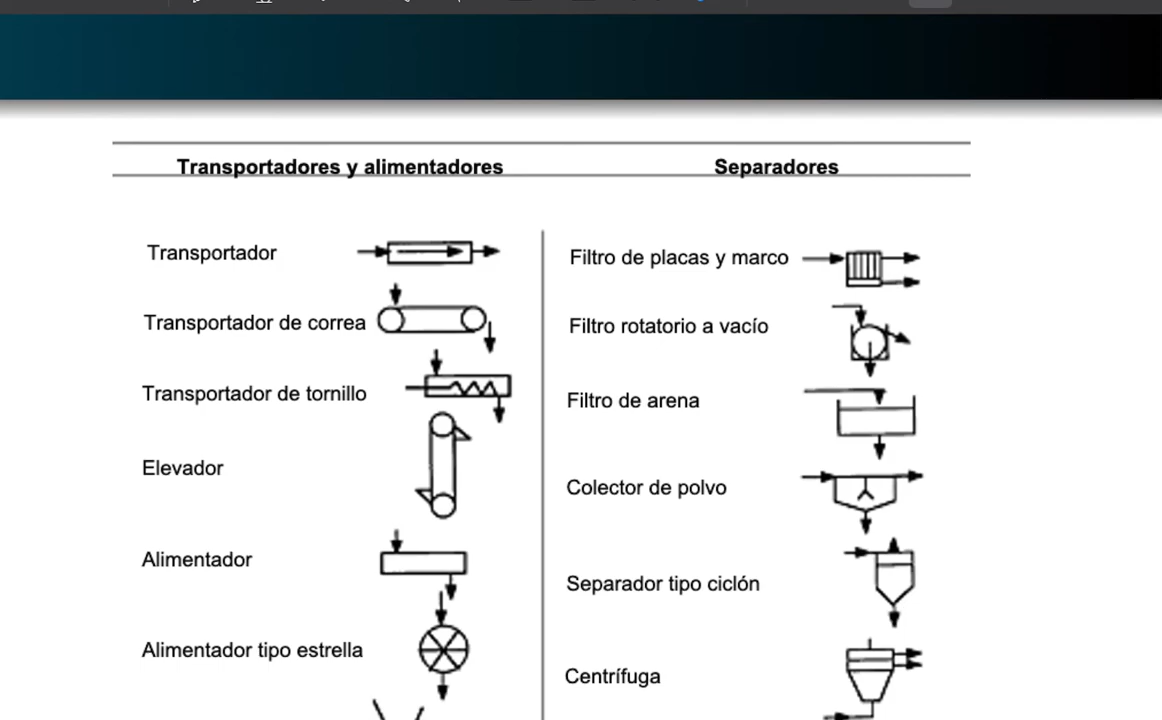 Transportadores y alimentadores
Separadores
Transportador
Transportador de correa
Transportador de tornillo
Elevador
Alimentador
Alimentador tipo estrella
Filtro de placas y marco
Filtro rotatorio a vacío
Filtro de arena
Colector de polvo
Separador tipo ciclón
Centrífuga